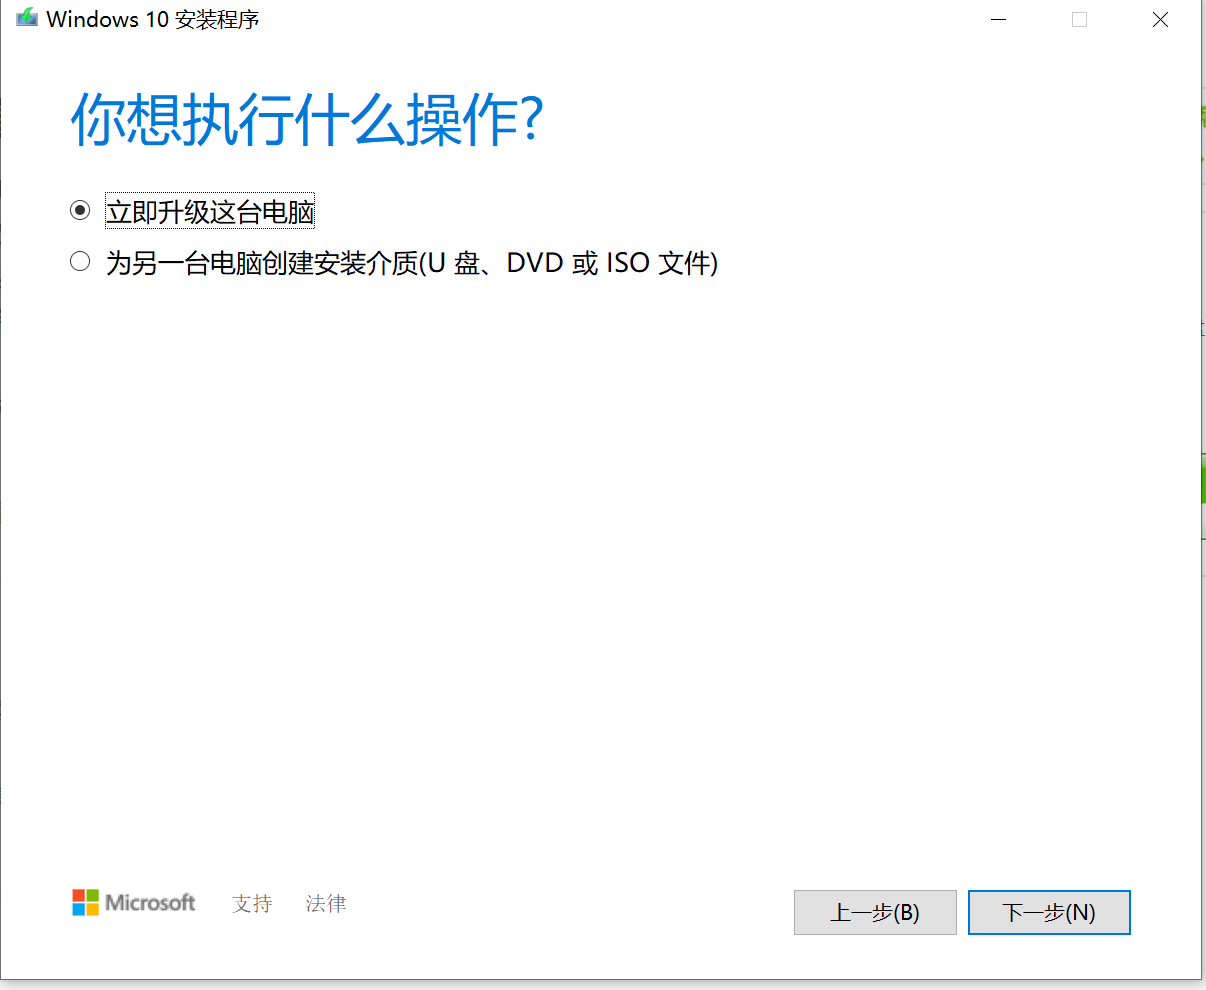 Windows 10 安装程序
你想执行什么操作?
立即升级这台电脑
为另一台电脑创建安装介质(U 盘、DVD 或 ISO 文件)
Microsoft 支持 法律 上一步(B) 下一步(N)